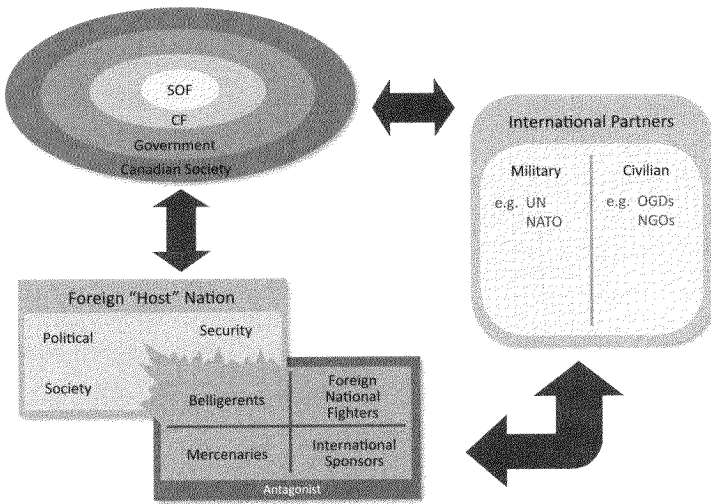 SOF
CF
Government
Canadian Society
International Partners
Military
Civilian
e.g. UN
NATO
e.g. OGDs
NGOs
Foreign “Host” Nation
Political
Security
Society
Belligerents
Foreign
National
Fighters
Mercenaries
International
Sponsors
Antagonist